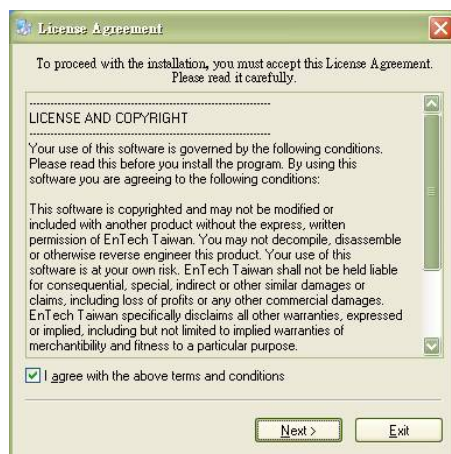 License Agreement
To proceed with the installation, you must accept this License Agreement.
Please read it carefully.
----------------------------------------------------------------
LICENSE AND COPYRIGHT
----------------------------------------------------------------
Your use of this software is governed by the following conditions.
Please read this before you install the program. By using this
software you are agreeing to the following conditions:
This software is copyrighted and may not be modified or
included with another product without the express, written
permission of EnTech Taiwan. You may not decompile, disassemble
or otherwise reverse engineer this product. Your use of this
software is at your own risk. EnTech Taiwan shall not be held liable
for consequential, special, indirect or other similar damages or
claims, including loss of profits or any other commercial damages.
EnTech Taiwan specifically disclaims all other warranties, expressed
or implied, including but not limited to implied warranties of
merchantibility and fitness to a particular purpose.
I agree with the above terms and conditions
Next >
Exit